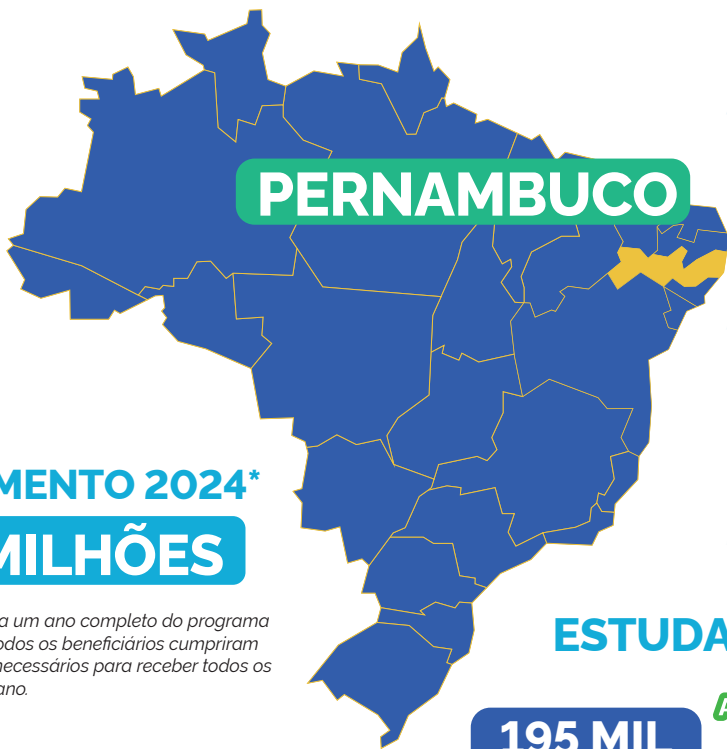 PERNAMBUCO
MENTO 2024*
MILHÕES
a um ano completo do programa
odos os beneficiários cumpriram
necessários para receber todos os
ano.
ESTUDA
195 MIL